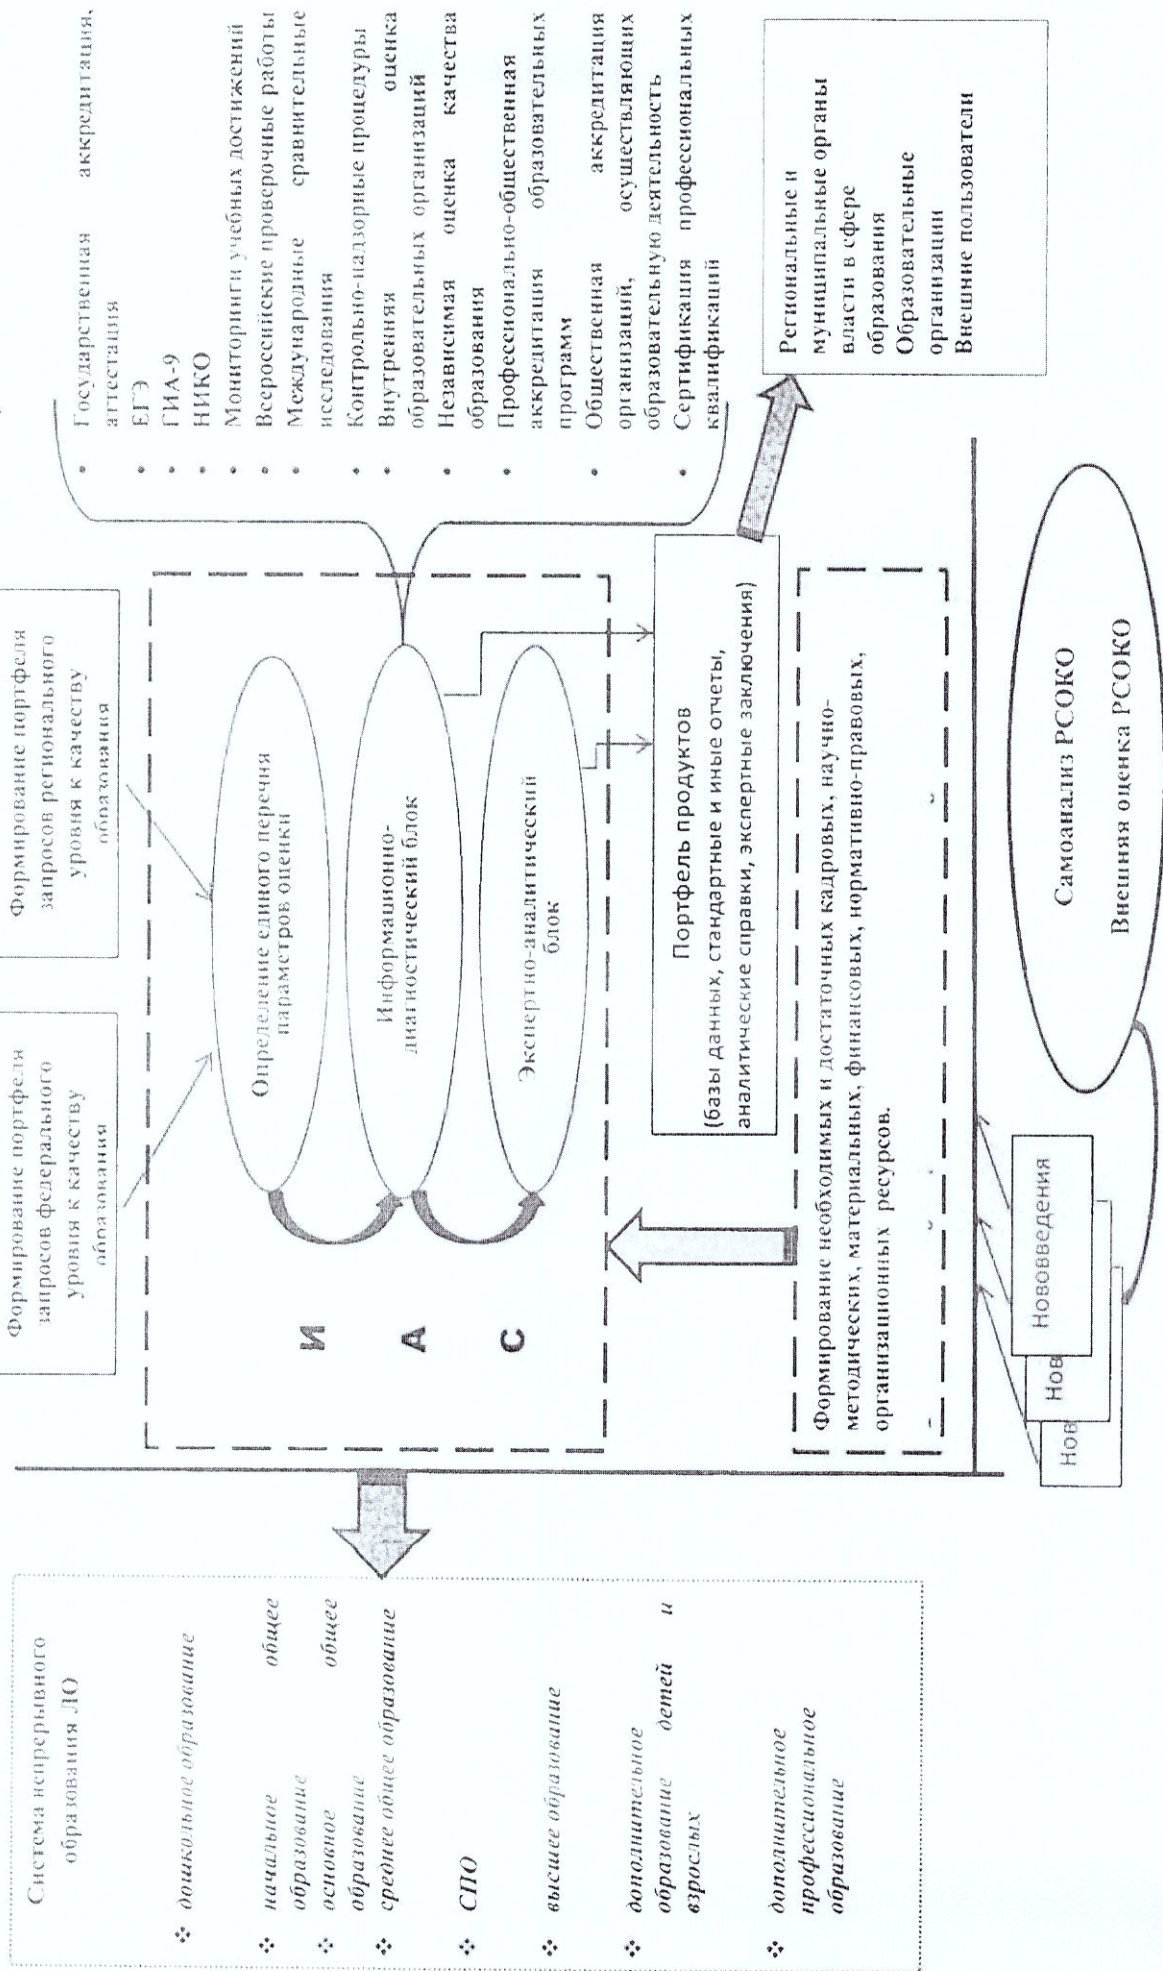 Система непрерывного
образования ЛО
❖ дошкольное образование
❖ начальное общее
образование
❖ основное общее
образование
❖ среднее общее образование
❖ СПО
❖ высшее образование
❖ дополнительное
образование детей и
взрослых
❖ дополнительное
профессиональное
образование
Формирование портфеля
запросов федерального
уровня к качеству
образования
Формирование портфеля
запросов регионального
уровня к качеству
образования
И
А
С
Определение единого перечня
параметров оценки
Информационно-
диагностический блок
Экспертно-аналитический
блок
• Государственная аккредитация,
аттестация
• ЕГЭ
• ГИА-9
• НИКО
• Мониторинги учебных достижений
• Всероссийские проверочные работы
• Международные сравнительные
исследования
• Контрольно-надзорные процедуры
• Внутренняя оценка
образовательных организаций
• Независимая оценка качества
образования
• Профессионально-общественная
аккредитация образовательных
программ
• Общественная аккредитация
организаций, осуществляющих
образовательную деятельность
• Сертификация профессиональных
квалификаций
Портфель продуктов
(базы данных, стандартные и иные отчеты,
аналитические справки, экспертные заключения)
Региональные и
муниципальные органы
власти в сфере
образования
Образовательные
организации
Внешние пользователи
Формирование необходимых и достаточных кадровых, научно-
методических, материальных, финансовых, нормативно-правовых,
организационных ресурсов.
Нов
Нов
Нововведения
Самоанализ РСОКО
Внешняя оценка РСОКО